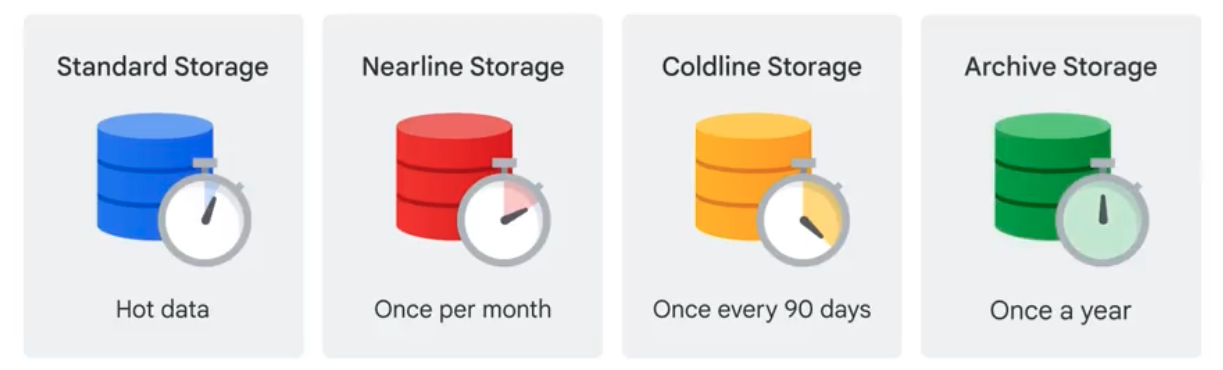 Standard Storage
Hot data
Nearline Storage
Once per month
Coldline Storage
Once every 90 days
Archive Storage
Once a year